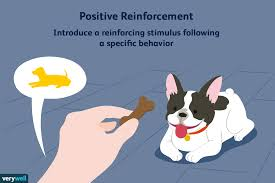 Positive Reinforcement
Introduce a reinforcing stimulus following
a specific behavior
verywell